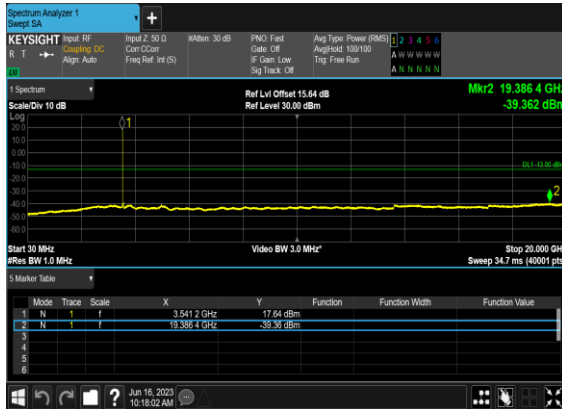 Spectrum Analyzer 1
Swept SA
+
KEYSIGHT Input: RF Input Z: 50 Ω #Atten: 30 dB PNO: Fast Avg Type: Power (RMS) 1 2 3 4 5 6
R T Coupling: DC Corr CCorr Gate: Off Avg|Hold: 100/100 A W W W W W
Align: Auto Freq Ref: Int (S) IF Gain: Low Trig: Free Run
LU Sig Track: Off A N N N N N
1 Spectrum Ref Lvl Offset 15.64 dB Mkr2 19.386 4 GHz
Scale/Div 10 dB Ref Level 30.00 dBm -39.362 dBm
Log
20.0
10.0
0.00
-10.0
DL1 -13.00 dBm
-20.0
-30.0
-40.0
-50.0
-60.0
1
2
Start 30 MHz Video BW 3.0 MHz* Stop 20.000 GH
#Res BW 1.0 MHz Sweep 34.7 ms (40001 pts
5 Marker Table
Mode Trace Scale X Y Function Function Width Function Value
1 N 1 f 3.541 2 GHz 17.64 dBm
2 N 1 f 19.386 4 GHz -39.36 dBm
3
4
5
6
? Jun 16, 2023
10:18:02 AM